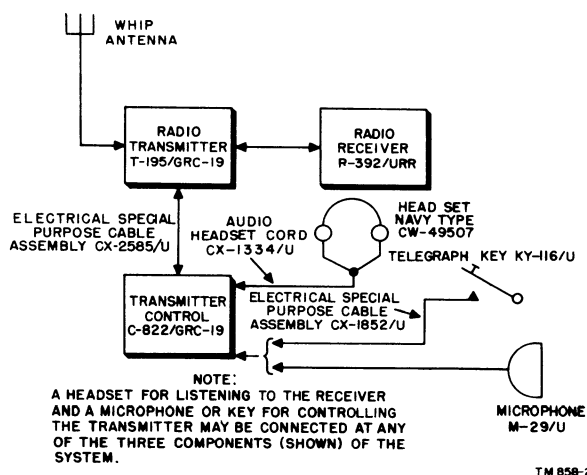 WHIP
ANTENNA
RADIO
TRANSMITTER
T-195/GRC-19
RADIO
RECEIVER
R-392/URR
ELECTRICAL SPECIAL
PURPOSE CABLE
ASSEMBLY CX-2585/U
AUDIO
HEADSET CORD
CX-1334/U
HEAD SET
NAVY TYPE
CW-49507
TELEGRAPH KEY KY-116/U
TRANSMITTER
CONTROL
C-822/GRC-19
ELECTRICAL SPECIAL
PURPOSE CABLE
ASSEMBLY CX-1852/U
MICROPHONE
M-29/U
NOTE:
A HEADSET FOR LISTENING TO THE RECEIVER
AND A MICROPHONE OR KEY FOR CONTROLLING
THE TRANSMITTER MAY BE CONNECTED AT ANY
OF THE THREE COMPONENTS (SHOWN) OF THE
SYSTEM.
TM 858-2